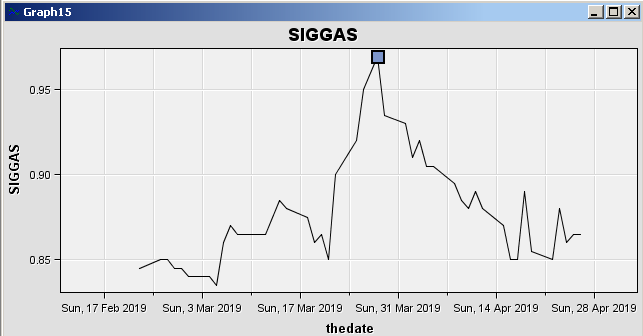 Graph15
SIGGAS
SIGGAS
0.95
0.90
0.85
Sun, 17 Feb 2019 Sun, 3 Mar 2019 Sun, 17 Mar 2019 Sun, 31 Mar 2019 Sun, 14 Apr 2019 Sun, 28 Apr 2019
thedate